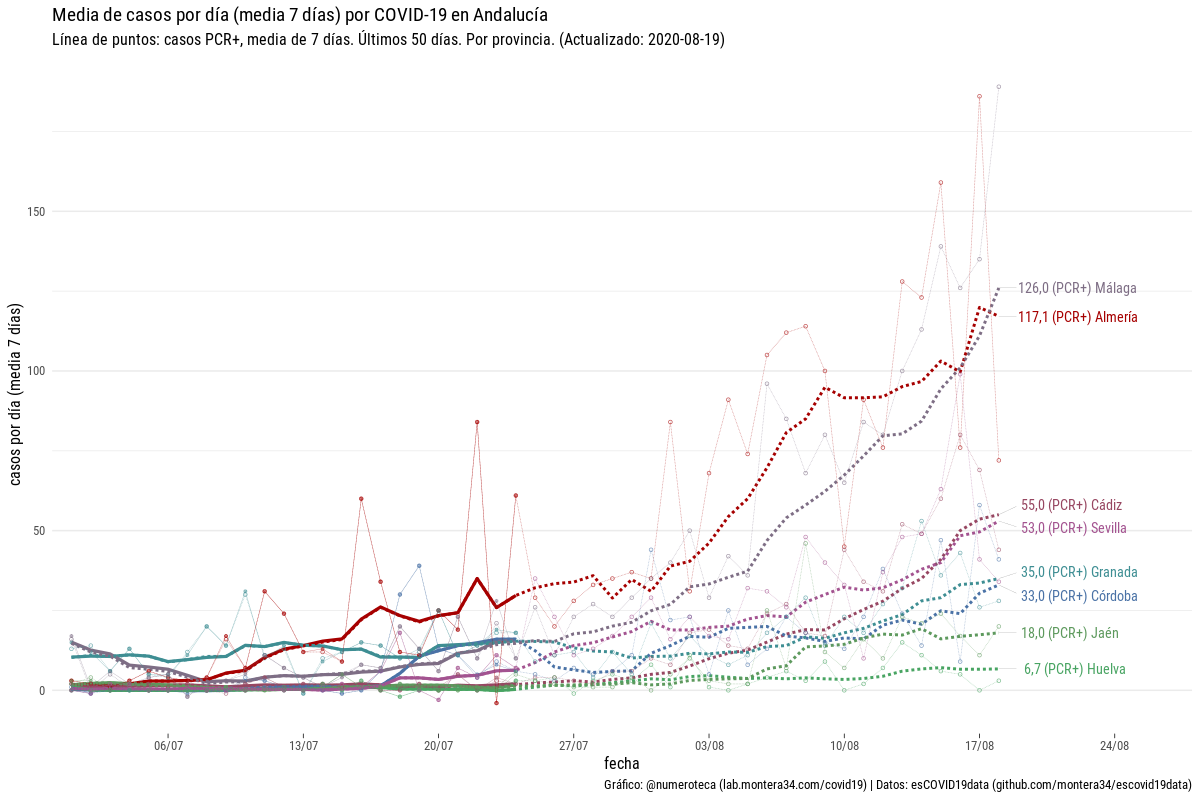 Media de casos por día (media 7 días) por COVID-19 en Andalucía
Línea de puntos: casos PCR+, media de 7 días. Últimos 50 días. Por provincia. (Actualizado: 2020-08-19)
casos por día (media 7 días)
150
100
50
0
126,0 (PCR+) Málaga
117,1 (PCR+) Almería
55,0 (PCR+) Cádiz
53,0 (PCR+) Sevilla
35,0 (PCR+) Granada
33,0 (PCR+) Córdoba
18,0 (PCR+) Jaén
6,7 (PCR+) Huelva
06/07 13/07 20/07 27/07 03/08 10/08 17/08 24/08
fecha
Gráfico: @numeroteca (lab.montera34.com/covid19) | Datos: esCOVID19data (github.com/montera34/escovid19data)